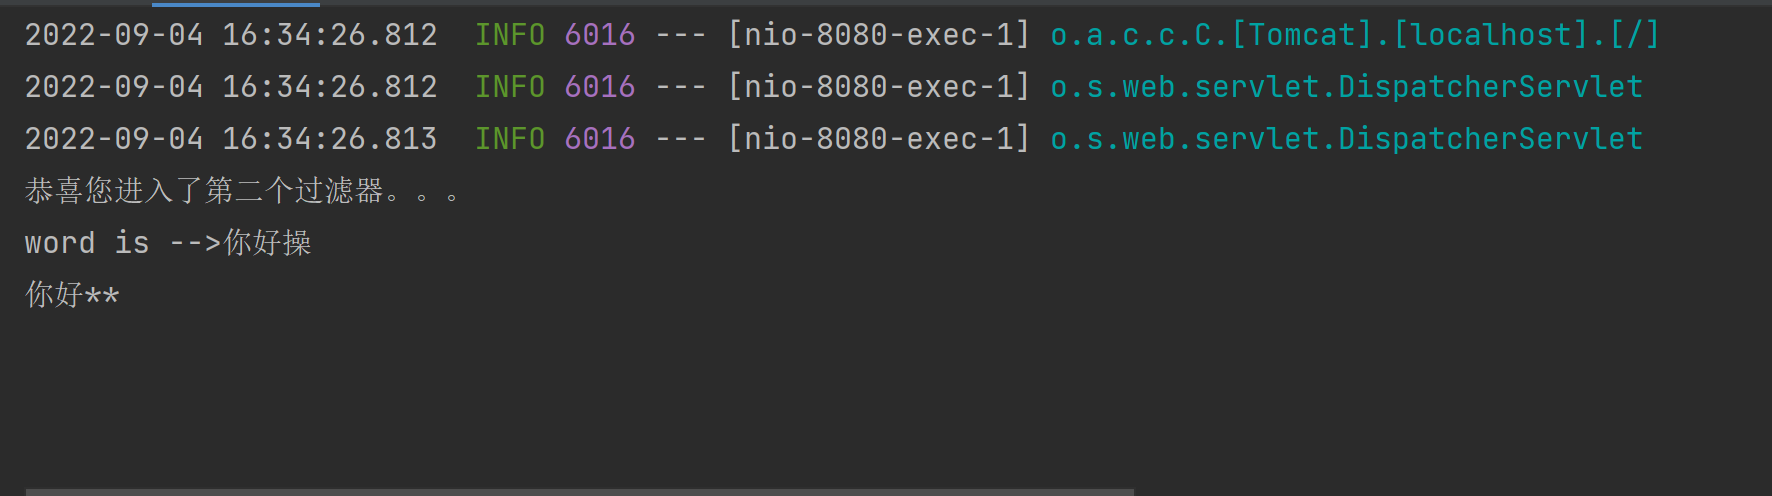 2022-09-04 16:34:26.812  INFO 6016 --- [nio-8080-exec-1] o.a.c.c.C.[Tomcat].[localhost].[/]
2022-09-04 16:34:26.812  INFO 6016 --- [nio-8080-exec-1] o.s.web.servlet.DispatcherServlet
2022-09-04 16:34:26.813  INFO 6016 --- [nio-8080-exec-1] o.s.web.servlet.DispatcherServlet
恭喜您进入了第二个过滤器。。。
word is -->你好操
你好**